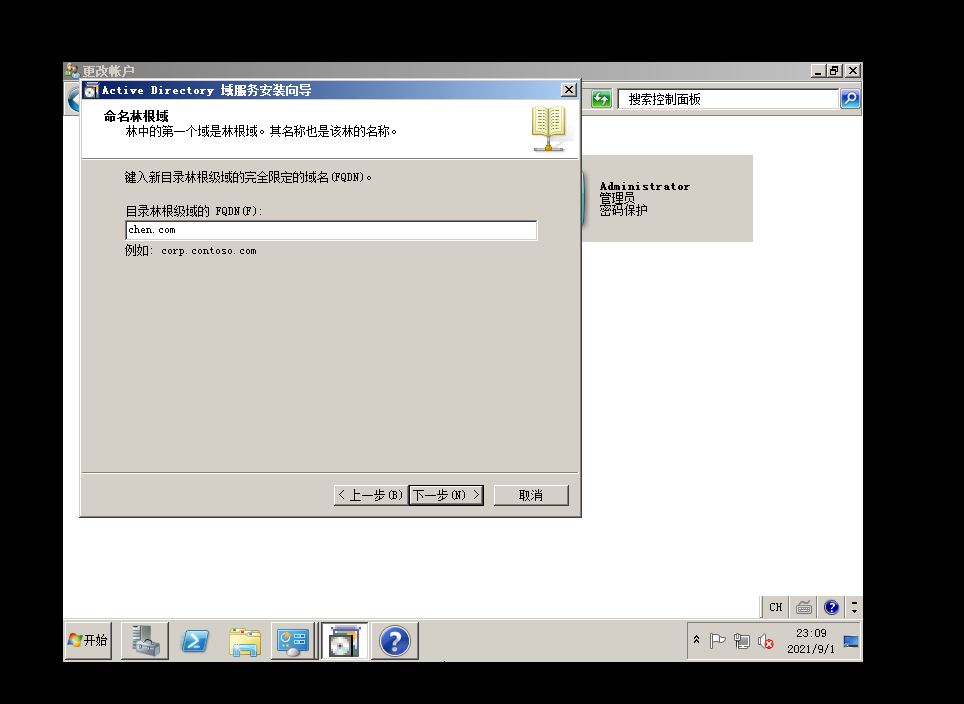 更改帐户
Active Directory 域服务安装向导
命名林根域
林中的第一个域是林根域。其名称也是该林的名称。
键入新目录林根级域的完全限定的域名(FQDN)。
目录林根级域的 FQDN(F):
chen.com
例如: corp.contoso.com
< 上一步(B) 下一步(N) > 取消
搜索控制面板
Administrator
管理员
密码保护
CH
开始
23:09
2021/9/1